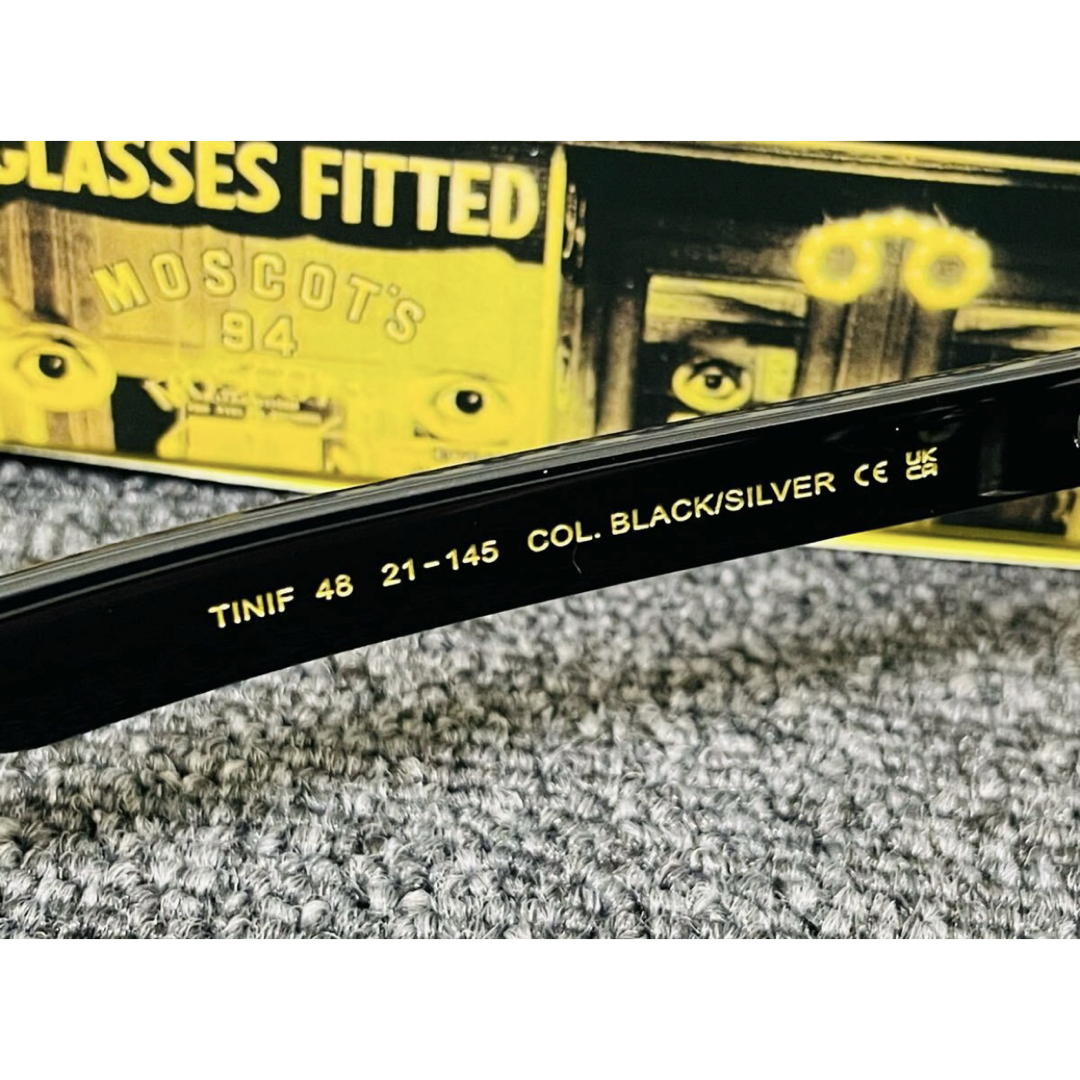 GLASSES FITTED
MOSCOT'S
94
TINIF 48 21-145 COL. BLACK/SILVER CE UK CA